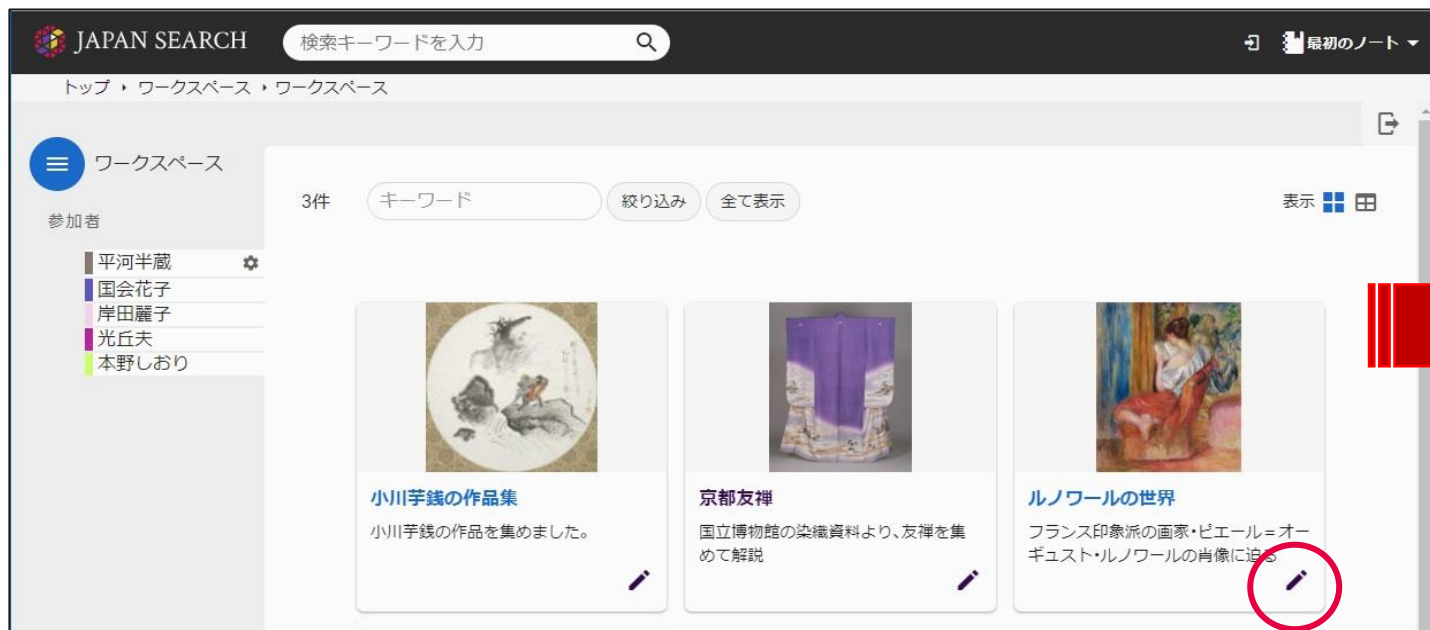 JAPAN SEARCH
検索キーワードを入力
最初のノート
トップ › ワークスペース › ワークスペース
ワークスペース
参加者
平河半蔵
国会花子
岸田麗子
光丘夫
本野しおり
3件
キーワード
絞り込み
全て表示
表示
小川芋銭の作品集
小川芋銭の作品を集めました。
京都友禅
国立博物館の染織資料より、友禅を集
めて解説
ルノワールの世界
フランス印象派の画家・ピエール=オー
ギュスト・ルノワールの肖像に迫る